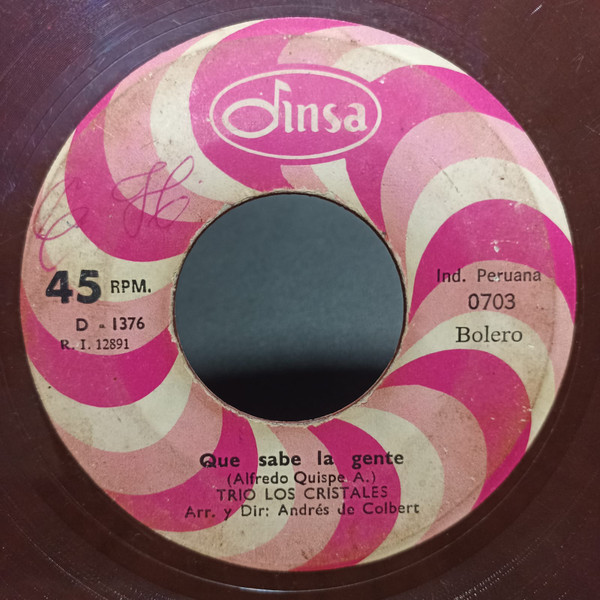 Dinsa
45 RPM.
D - 1376
R. I. 12891
Ind. Peruana
0703
Bolero
Que sabe la gente
(Alfredo Quispe A.)
TRIO LOS CRISTALES
Arr. y Dir: Andrés de Colbert